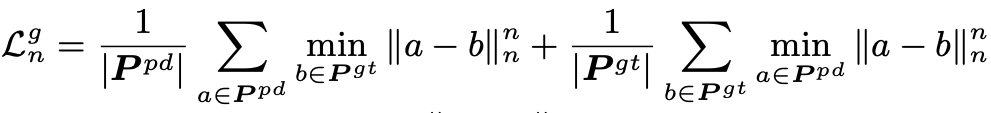 $\mathcal{L}_n^g = \frac{1}{|\boldsymbol{P}^{pd}|} \sum_{a \in \boldsymbol{P}^{pd}} \min_{b \in \boldsymbol{P}^{gt}} \|a - b\|_n^n + \frac{1}{|\boldsymbol{P}^{gt}|} \sum_{b \in \boldsymbol{P}^{gt}} \min_{a \in \boldsymbol{P}^{pd}} \|a - b\|_n^n$